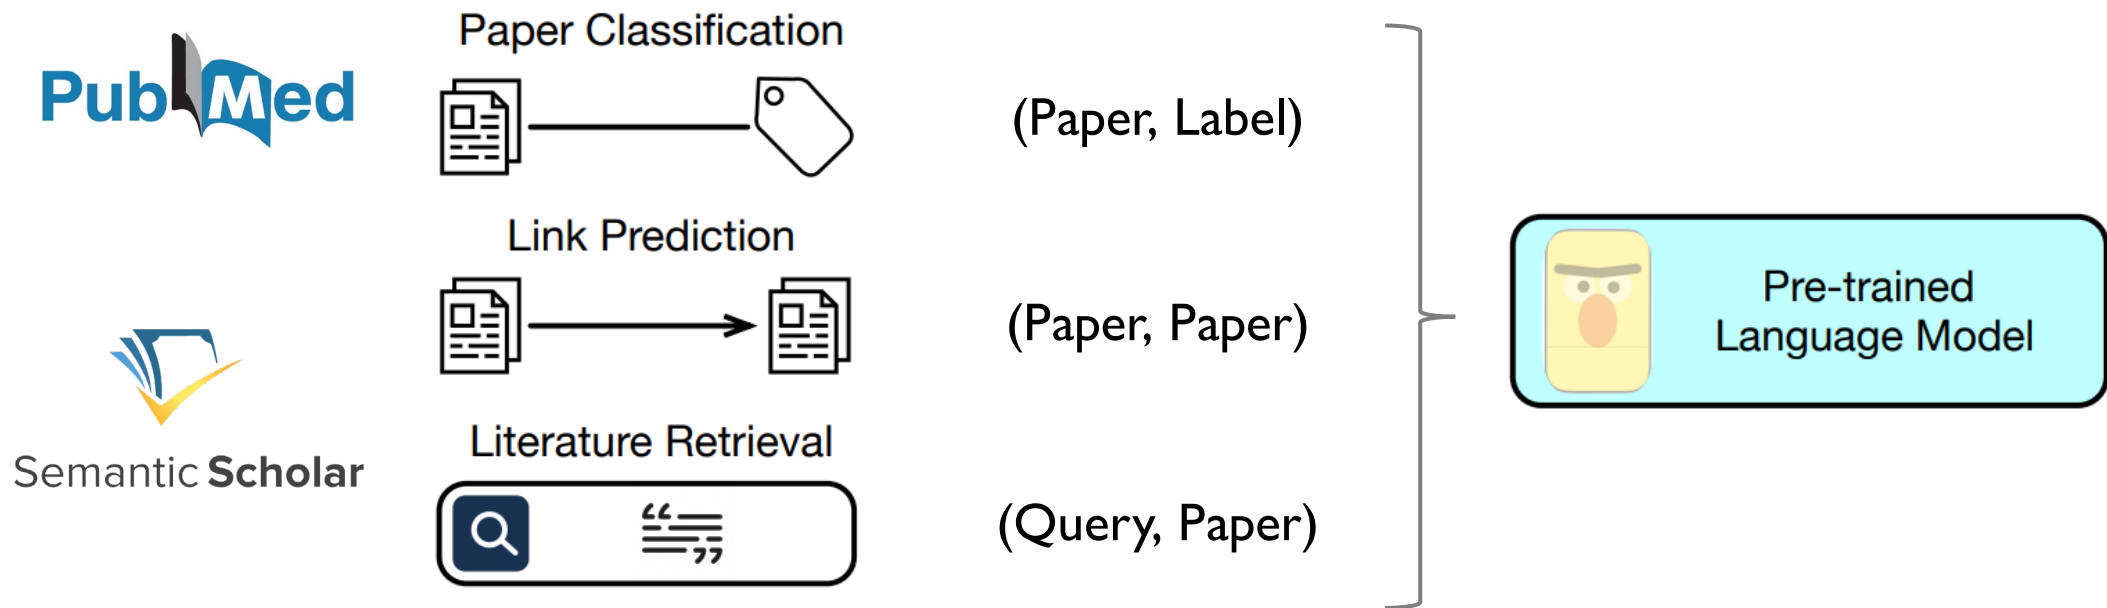 PubMed
Paper Classification
(Paper, Label)
Link Prediction
(Paper, Paper)
Pre-trained
Language Model
Semantic Scholar
Literature Retrieval
(Query, Paper)